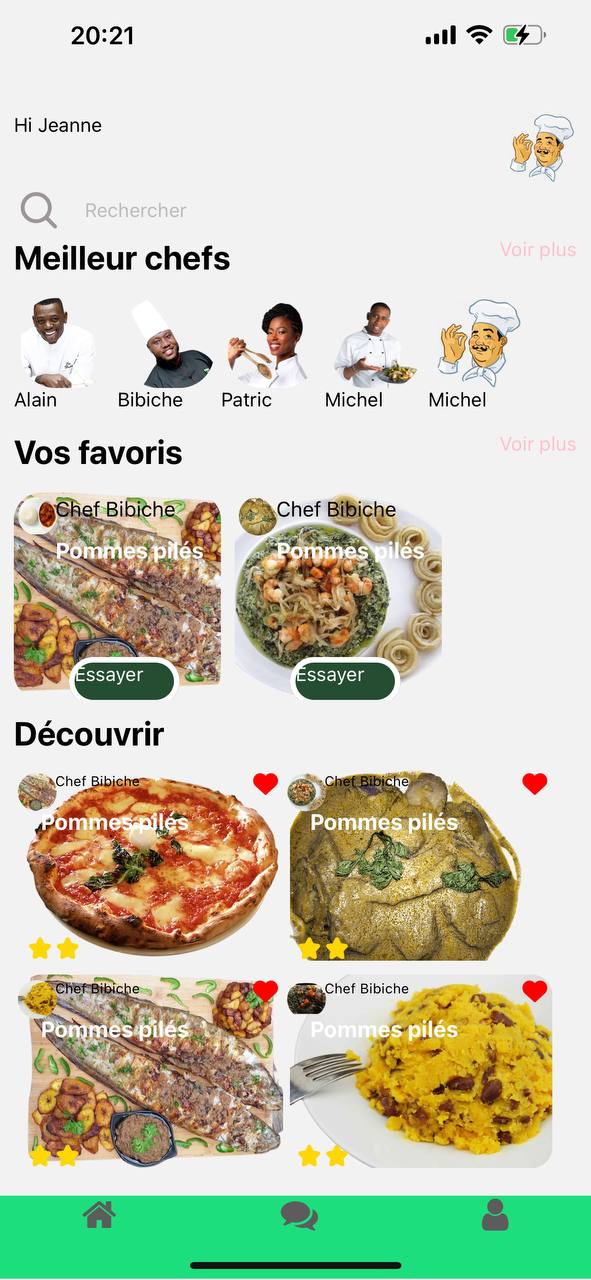 20:21
Hi Jeanne
Rechercher
Meilleur chefs
Voir plus
Alain
Bibiche
Patric
Michel
Michel
Vos favoris
Voir plus
Chef Bibiche
Pommes pilés
Essayer
Chef Bibiche
Pommes pilés
Essayer
Découvrir
Chef Bibiche
Pommes pilés
Chef Bibiche
Pommes pilés
Chef Bibiche
Pommes pilés
Chef Bibiche
Pommes pilés